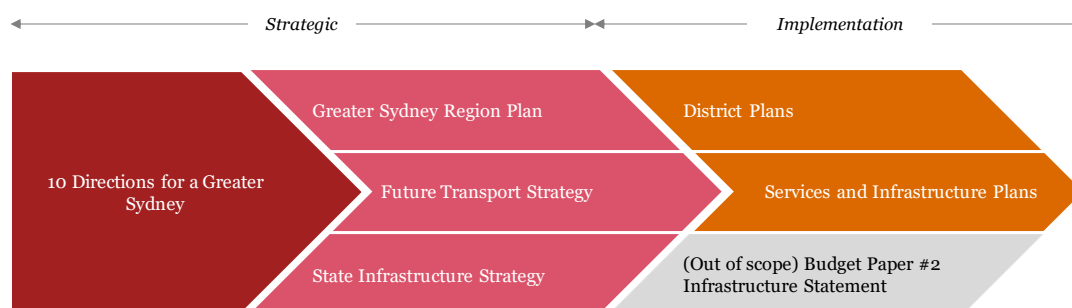 Strategic
Implementation
10 Directions for a Greater
Sydney
Greater Sydney Region Plan
Future Transport Strategy
State Infrastructure Strategy
District Plans
Services and Infrastructure Plans
(Out of scope) Budget Paper #2
Infrastructure Statement